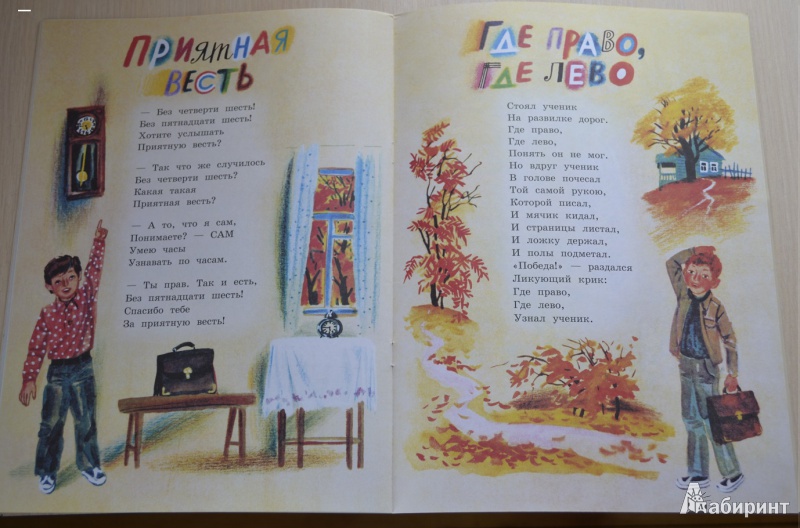 ПРИЯТНАЯ
ВЕСТЬ
— Без четверти шесть!
Без пятнадцати шесть!
Хотите услышать
Приятную весть?
— Так что же случилось
Без четверти шесть?
Какая такая
Приятная весть?
— А то, что я сам,
Понимаете? — САМ
Умею часы
Узнавать по часам.
— Ты прав. Так и есть,
Без пятнадцати шесть!
Спасибо тебе
За приятную весть!
ГДЕ ПРАВО,
ГДЕ ЛЕВО
Стоял ученик
На развилке дорог.
Где право,
Где лево,
Понять он не мог.
Но вдруг ученик
В голове почесал
Той самой рукою,
Которой писал,
И мячик кидал,
И страницы листал,
И ложку держал,
И полы подметал.
«Победа!» — раздался
Ликующий крик:
Где право,
Где лево,
Узнал ученик.
Лабиринт